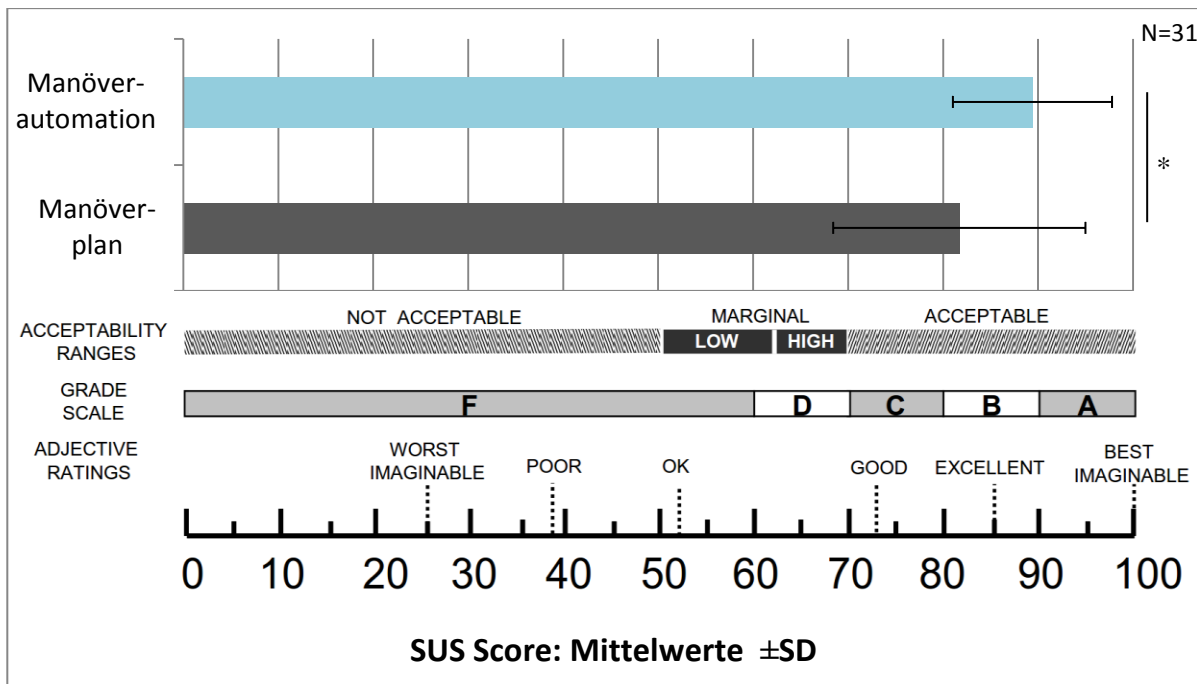 N=31
Manöver-
automation
*
Manöver-
plan
NOT ACCEPTABLE
MARGINAL
ACCEPTABLE
ACCEPTABILITY
RANGES
LOW
HIGH
GRADE
SCALE
F
D
C
B
A
ADJECTIVE
RATINGS
WORST
IMAGINABLE
POOR
OK
GOOD
EXCELLENT
BEST
IMAGINABLE
0 10 20 30 40 50 60 70 80 90 100
SUS Score: Mittelwerte ±SD